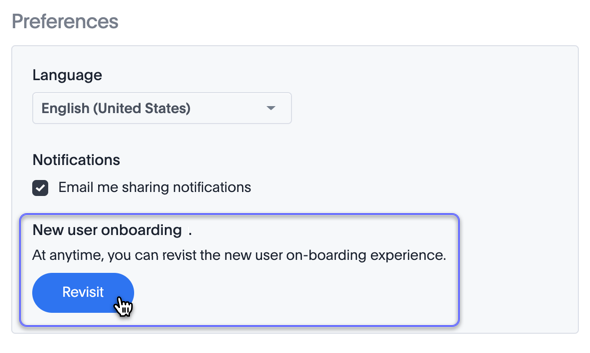 Preferences
Language
English (United States)
Notifications
Email me sharing notifications
New user onboarding .
At anytime, you can revist the new user on-boarding experience.
Revisit